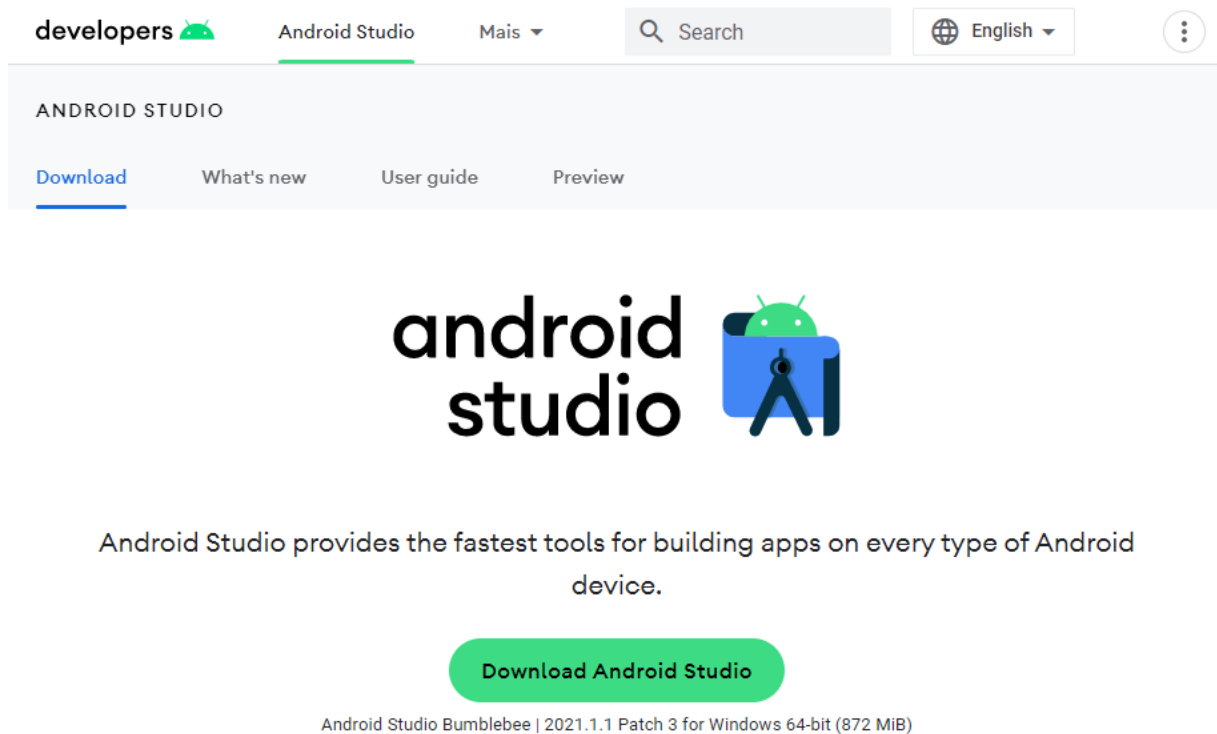 developers Android Studio Mais Search English
ANDROID STUDIO
Download What's new User guide Preview
android
studio
Android Studio provides the fastest tools for building apps on every type of Android
device.
Download Android Studio
Android Studio Bumblebee | 2021.1.1 Patch 3 for Windows 64-bit (872 MiB)